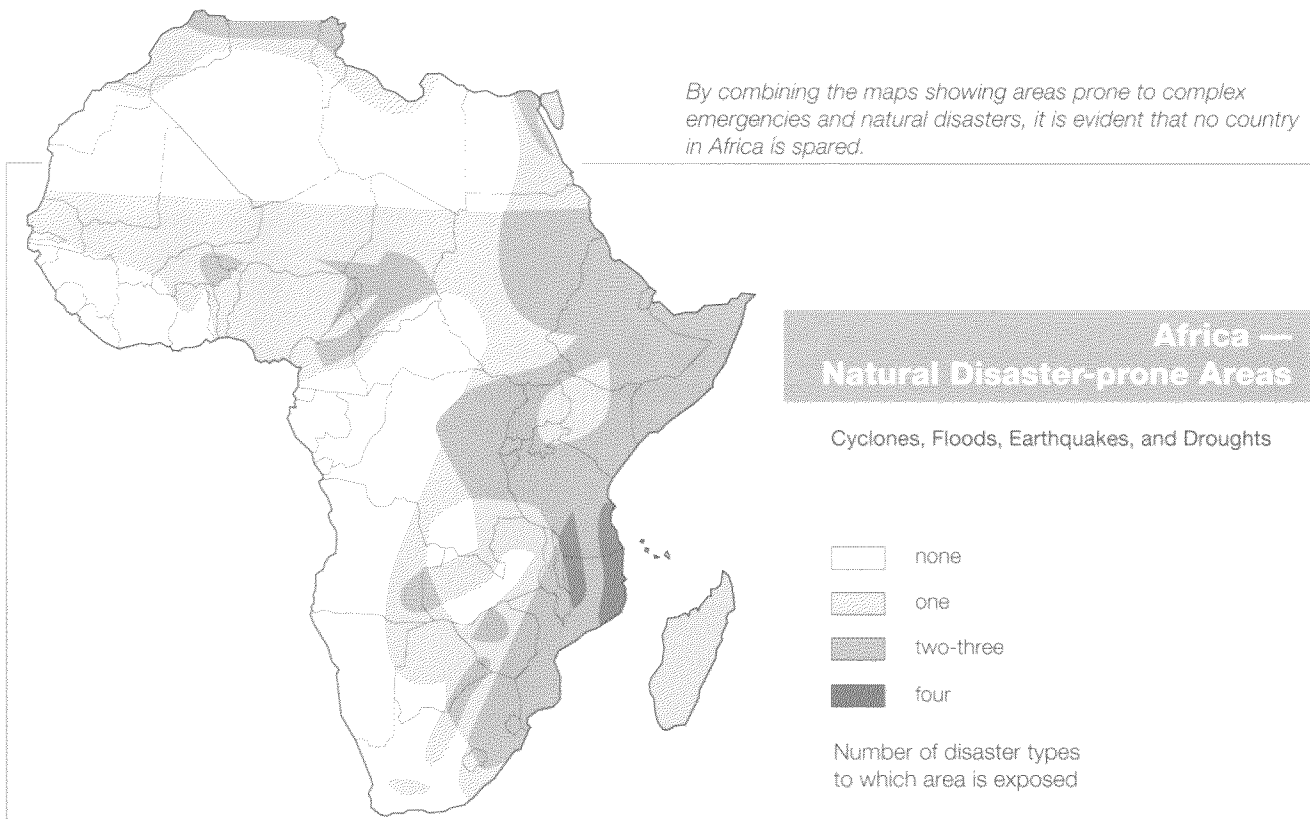 By combining the maps showing areas prone to complex
emergencies and natural disasters, it is evident that no country
in Africa is spared.
Africa —
Natural Disaster-prone Areas
Cyclones, Floods, Earthquakes, and Droughts
none
one
two-three
four
Number of disaster types
to which area is exposed